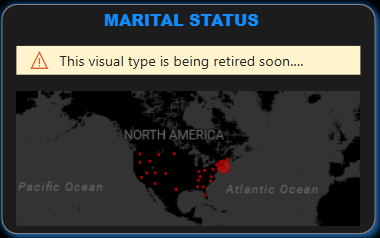 MARITAL STATUS
This visual type is being retired soon....
NORTH AMERICA
Pacific Ocean
Atlantic Ocean